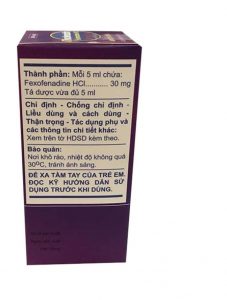 Thành phần: Mỗi 5 ml chứa:
Fexofenadine HCl............ 30 mg
Tá dược vừa đủ 5 ml
Chỉ định - Chống chỉ định -
Liều dùng và cách dùng -
Thận trọng - Tác dụng phụ và
các thông tin chi tiết khác:
Xem trên tờ HDSD kèm theo.
Bảo quản:
Nơi khô ráo, nhiệt độ không quá
30°C, tránh ánh sáng.
ĐỂ XA TẦM TAY CỦA TRẺ EM.
ĐỌC KỸ HƯỚNG DẪN SỬ
DỤNG TRƯỚC KHI DÙNG.